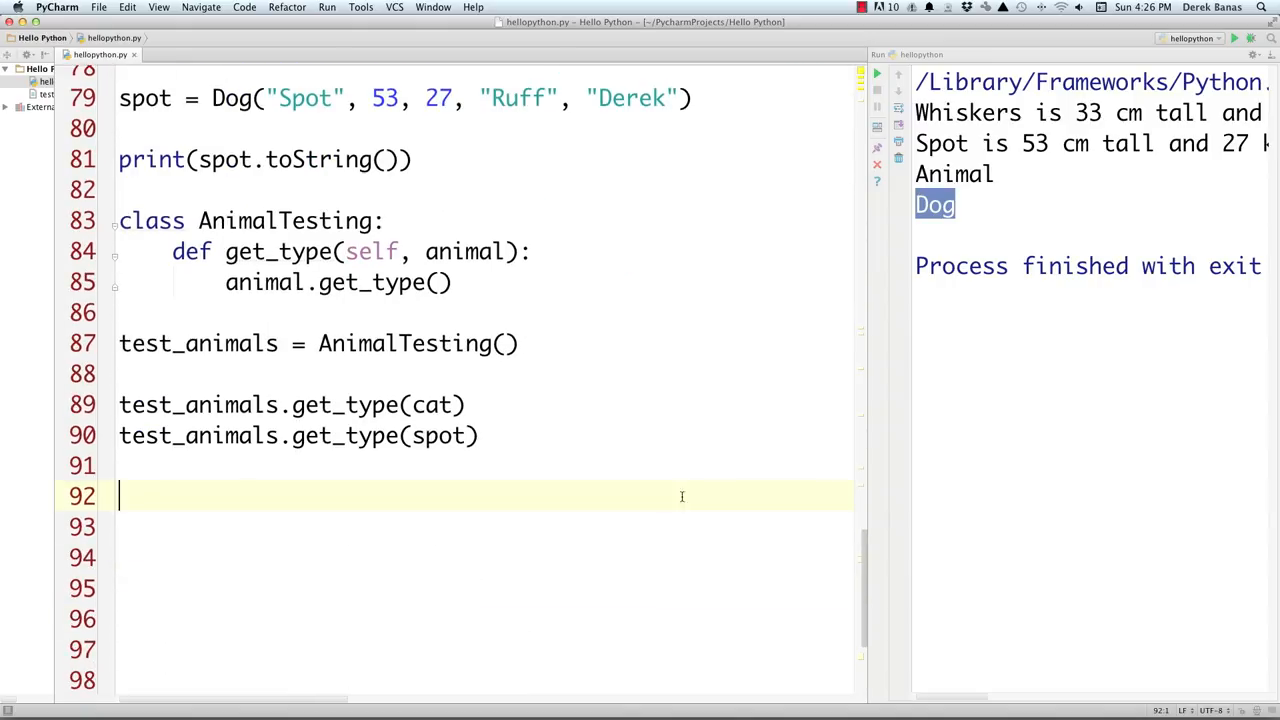 PyCharm File Edit View Navigate Code Refactor Run Tools VCS Window Help 10 Sun 4:26 PM Derek Banas
hellopython.py - Hello Python - [~/PycharmProjects/Hello Python]
Hello Python hellopython.py hellopython
hellopython.py Run hellopython
Hello P
hell
test
Extern
78
79 spot = Dog("Spot", 53, 27, "Ruff", "Derek")
80
81 print(spot.toString())
82
83 class AnimalTesting:
84 def get_type(self, animal):
85 animal.get_type()
86
87 test_animals = AnimalTesting()
88
89 test_animals.get_type(cat)
90 test_animals.get_type(spot)
91
92
93
94
95
96
97
98
/Library/Frameworks/Python.
Whiskers is 33 cm tall and
Spot is 53 cm tall and 27 k
Animal
Dog
Process finished with exit
92:1 LF UTF-8